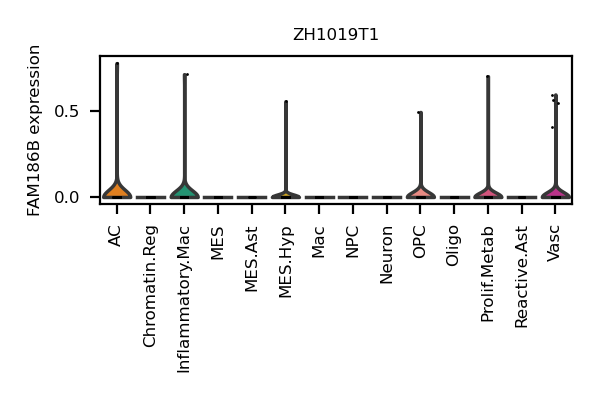 ZH1019T1
FAM186B expression
0.5
0.0
AC
Chromatin.Reg
Inflammatory.Mac
MES
MES.Ast
MES.Hyp
Mac
NPC
Neuron
OPC
Oligo
Prolif.Metab
Reactive.Ast
Vasc